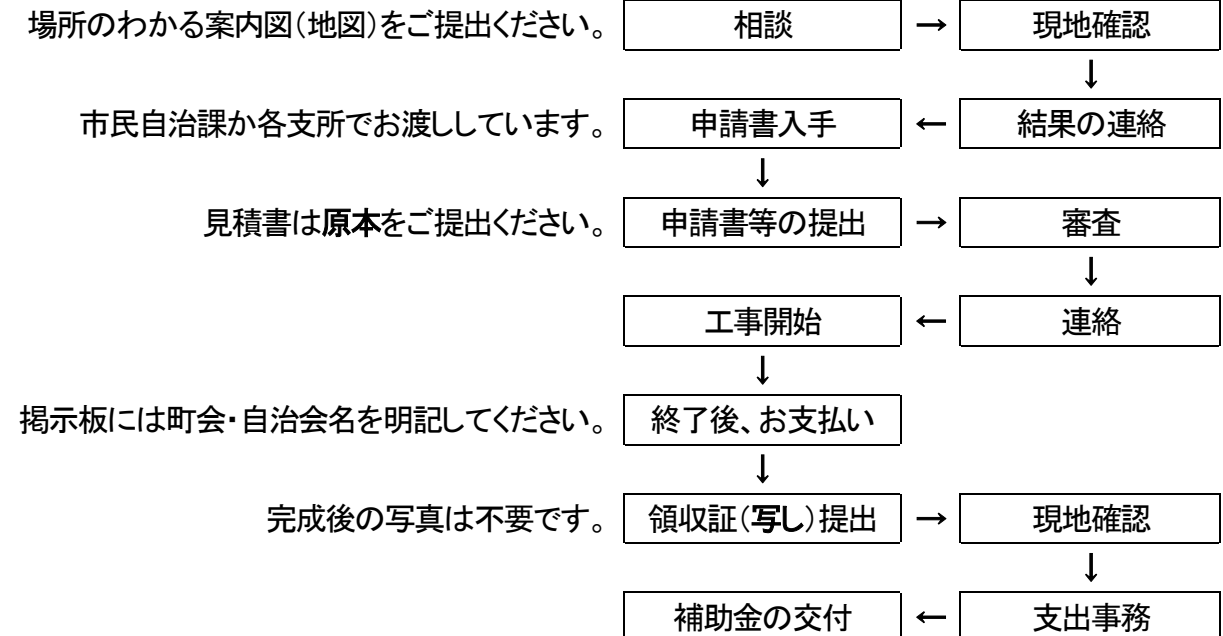 場所のわかる案内図(地図)をご提出ください。 相談 → 現地確認
↓
市民自治課か各支所でお渡ししています。 申請書入手 ← 結果の連絡
↓
見積書は原本をご提出ください。 申請書等の提出 → 審査
↓
工事開始 ← 連絡
↓
掲示板には町会・自治会名を明記してください。 終了後、お支払い
↓
完成後の写真は不要です。 領収証(写し)提出 → 現地確認
↓
補助金の交付 ← 支出事務